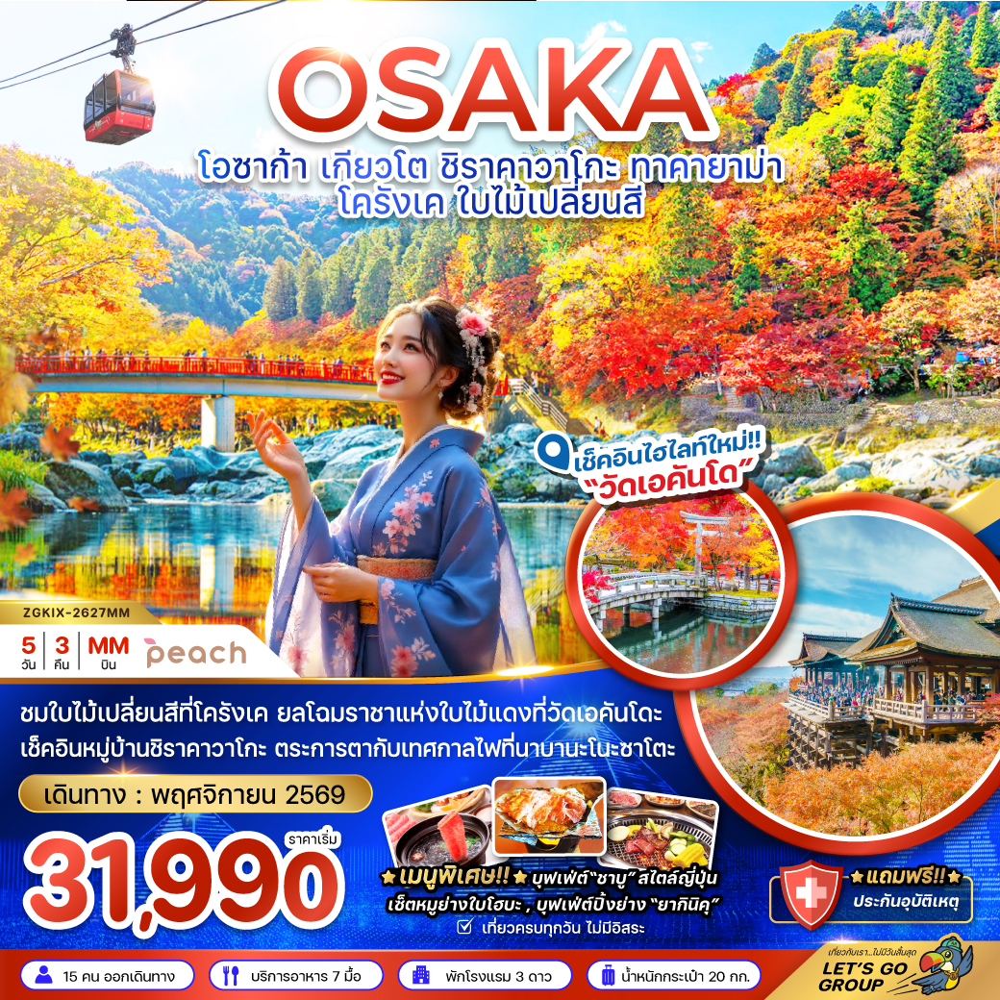 OSAKA
โอซาก้า เกียวโต ชิราคาวาโกะ ทาคายาม่า
โครังเค ใบไม้เปลี่ยนสี
เช็คอินไฮไลท์ใหม่!!
"วัดเอคันโด"
ZGKIX-2627MM
5 วัน
3 คืน
MM บิน
peach
ชมใบไม้เปลี่ยนสีที่โครังเค ยลโฉมราชาแห่งใบไม้แดงที่วัดเอคันโดะ
เช็คอินหมู่บ้านชิราคาวาโกะ ตระการตากับเทศกาลไฟที่นาบานะโนะซาโตะ
เดินทาง : พฤศจิกายน 2569
ราคาเริ่ม
31,990
เมนูพิเศษ!! บุฟเฟ่ต์"ชาบู" สไตล์ญี่ปุ่น
เซ็ตหมูย่างใบโฮบะ , บุฟเฟ่ต์ปิ้งย่าง "ยากินิคุ"
เที่ยวครบทุกวัน ไม่มีอิสระ
แถมฟรี!!
ประกันอุบัติเหตุ
15 คน ออกเดินทาง
บริการอาหาร 7 มื้อ
พักโรงแรม 3 ดาว
น้ำหนักกระเป๋า 20 กก.
เที่ยวกับเรา...ไม่มีวันสิ้นสุด
LET'S GO
GROUP